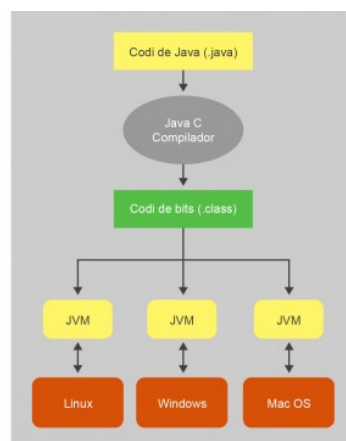 Codi de Java (.java)
Java C
Compilador
Codi de bits (.class)
JVM
JVM
JVM
Linux
Windows
Mac OS